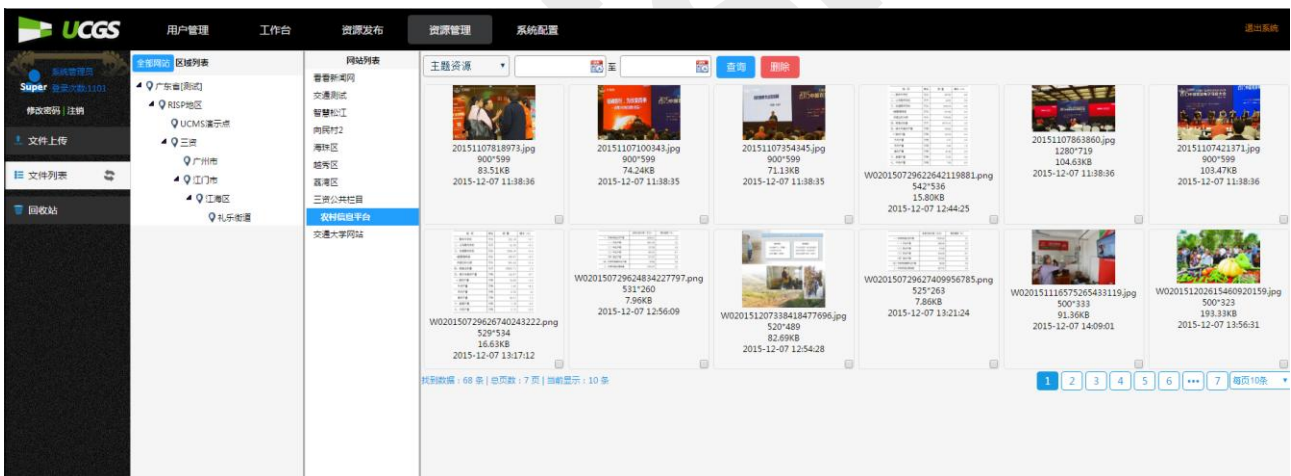 UCGS
用户管理 工作台 资源发布 资源管理 系统配置
退出系统
系统管理员
Super 登录次数:1101
修改密码|注销
文件上传
文件列表
回收站
全部网站 区域列表
广东省[测试]
RISP地区
UCMS演示点
三资
广州市
江门市
江海区
礼乐街道
网站列表
看看新闻网
交通测试
智慧松江
向民村2
海珠区
越秀区
荔湾区
三资公共栏目
农村信息平台
交通大学网站
主题资源 至 查询 删除
20151107818973.jpg
900*599
83.51KB
2015-12-07 11:38:36
20151107100343.jpg
900*599
74.24KB
2015-12-07 11:38:35
20151107354345.jpg
900*599
71.13KB
2015-12-07 11:38:35
W020150729622642119881.png
542*536
15.80KB
2015-12-07 12:44:25
20151107863860.jpg
1280*719
104.63KB
2015-12-07 11:38:36
20151107421371.jpg
900*599
103.47KB
2015-12-07 11:38:36
W020150729626740243222.png
529*534
16.63KB
2015-12-07 13:17:12
W020150729624834227797.png
531*260
7.96KB
2015-12-07 12:56:09
W020151207338418477696.jpg
520*489
82.69KB
2015-12-07 12:54:28
W020150729627409956785.png
525*263
7.86KB
2015-12-07 13:21:24
W020151116575265433119.jpg
500*333
91.36KB
2015-12-07 14:09:01
W020151202615460920159.jpg
500*323
193.33KB
2015-12-07 13:56:31
找到数据：68 条 | 总页数：7 页 | 当前显示：10 条
1 2 3 4 5 6 ••• 7 每页10条